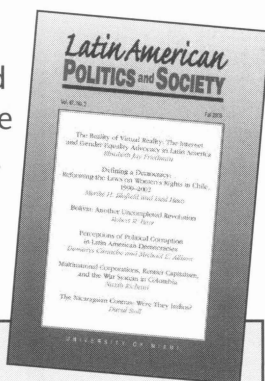 d
e
Latin American
POLITICS and SOCIETY
Vol. 47, No. 3 Fall 2005
The Reality of Virtual Reality: The Internet
and Gender Equality Advocacy in Latin America
Elisabeth Jay Friedman
Defining a Democracy:
Reforming the Laws on Women's Rights in Chile,
1990–2002
Merike H. Blofield and Liesl Haas
Bolivia: Another Uncompleted Revolution
Robert R. Barr
Perceptions of Political Corruption
in Latin American Democracies
Damarys Canache and Michael E. Allison
Multinational Corporations, Rentier Capitalism,
and the War System in Colombia
Nazih Richani
The Nicaraguan Contras: Were They Indios?
David Stoll
UNIVERSITY OF MIAMI